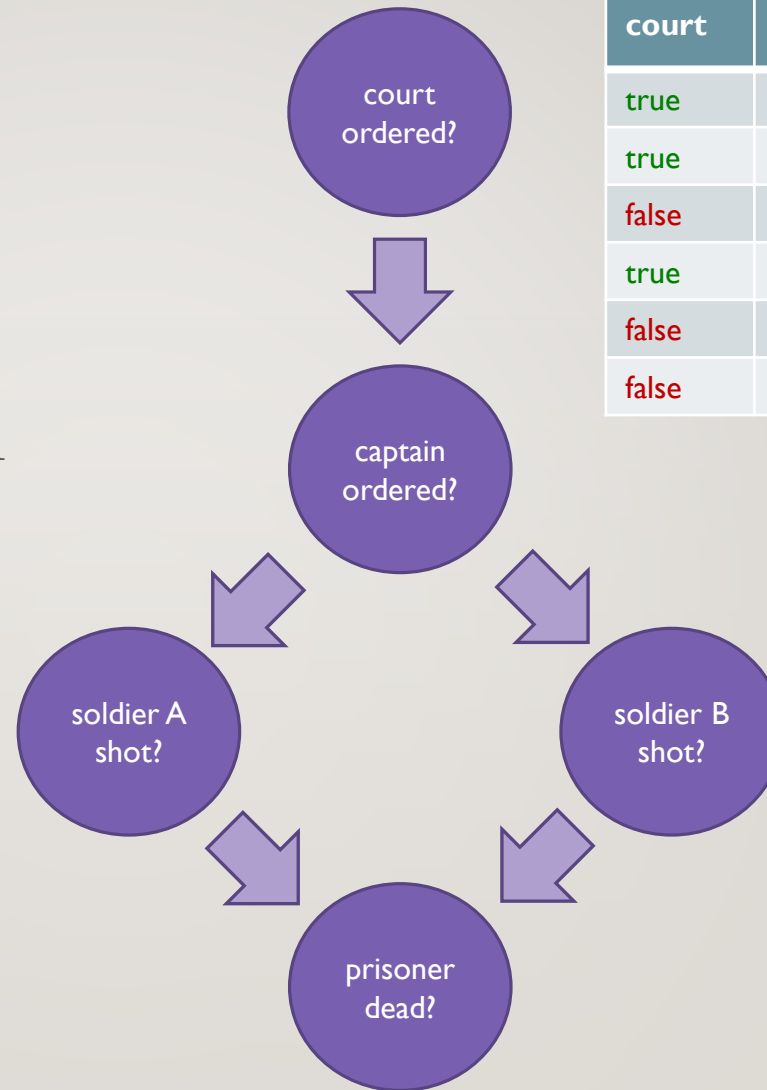 court
ordered?
captain
ordered?
soldier A
shot?
soldier B
shot?
prisoner
dead?
court
true
true
false
true
false
false